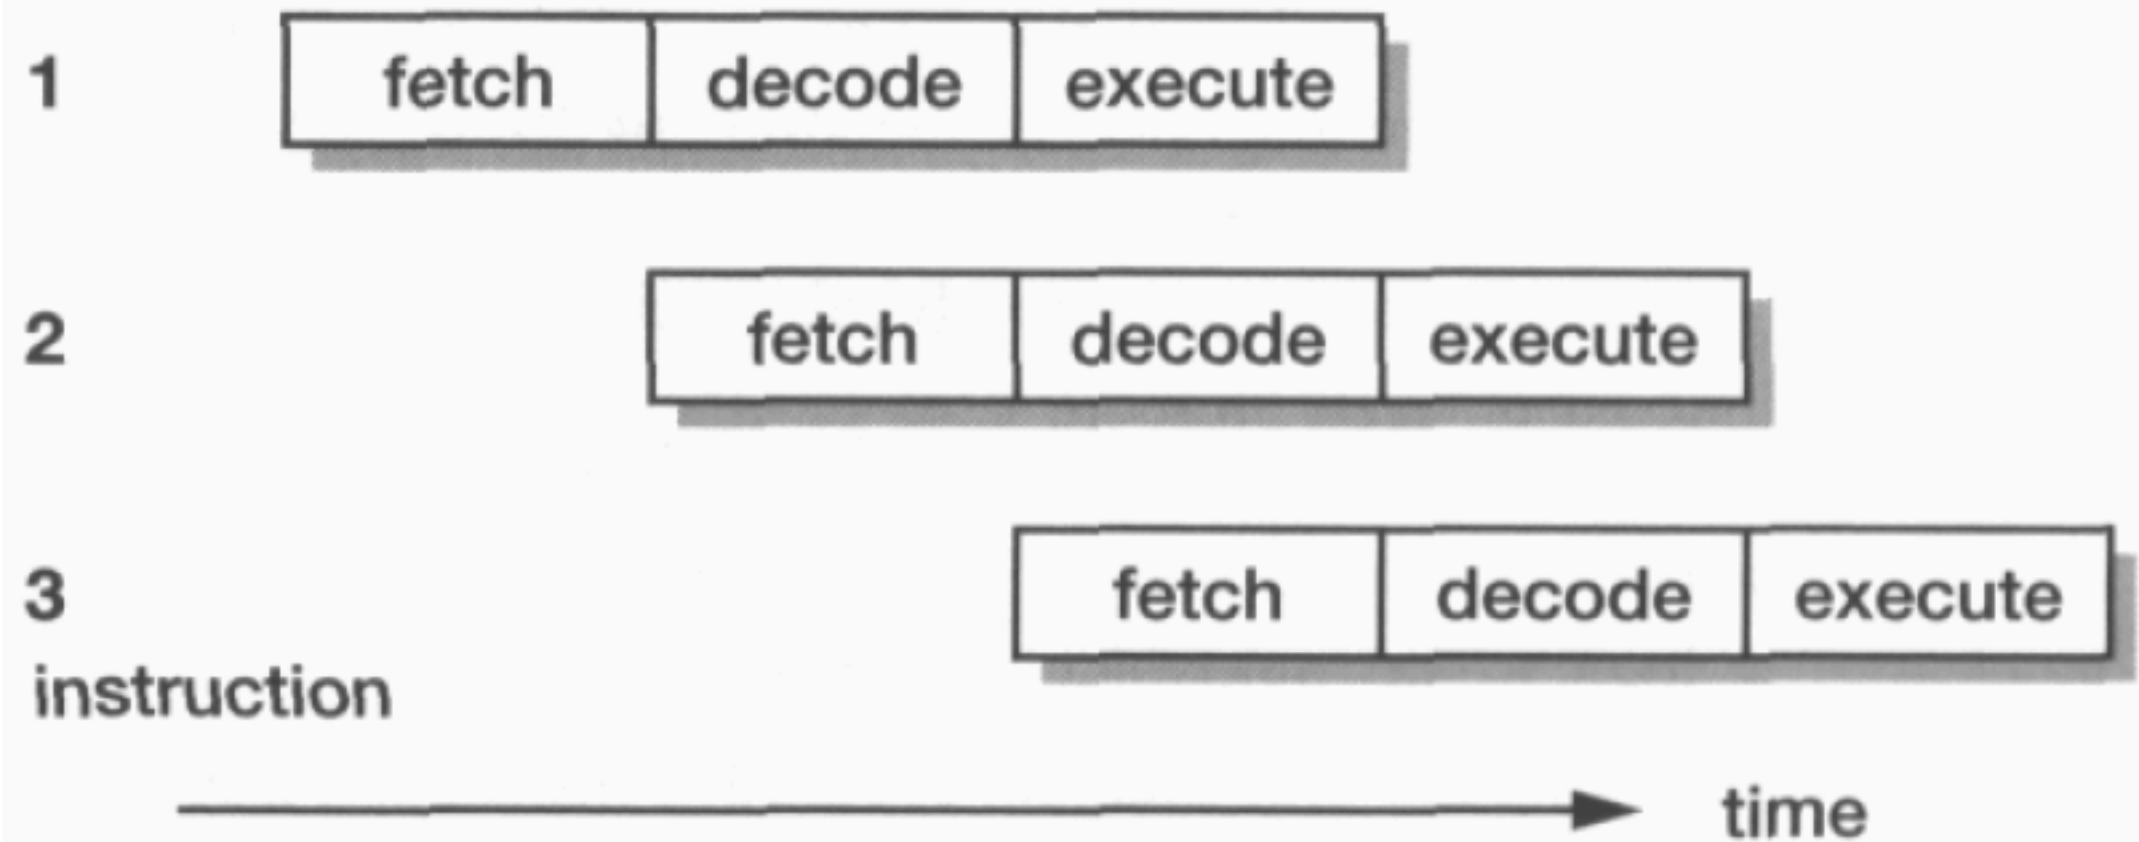 1 fetch decode execute
2 fetch decode execute
3 fetch decode execute
instruction
time